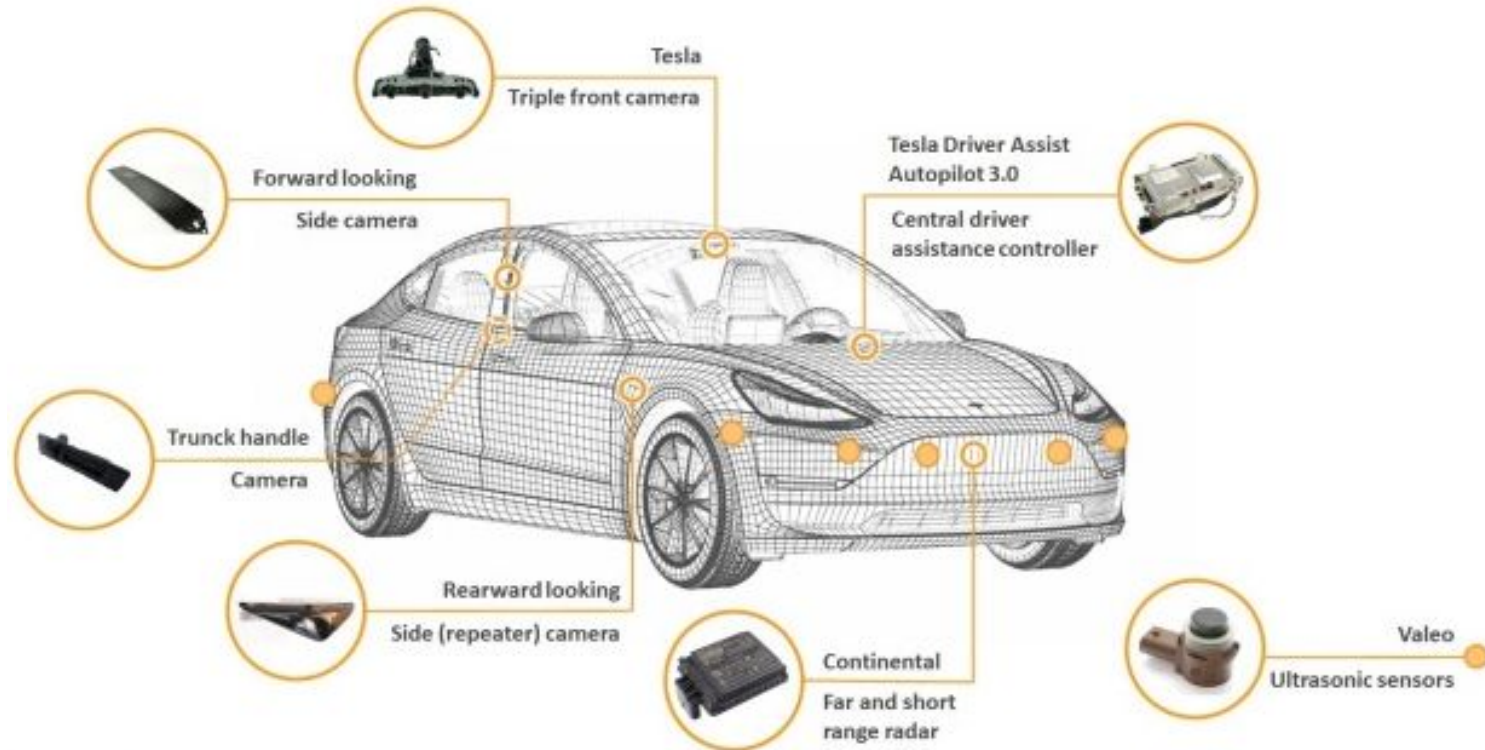 Tesla
Triple front camera
Tesla Driver Assist
Autopilot 3.0
Central driver
assistance controller
Forward looking
Side camera
Trunck handle
Camera
Rearward looking
Side (repeater) camera
Continental
Far and short
range radar
Valeo
Ultrasonic sensors